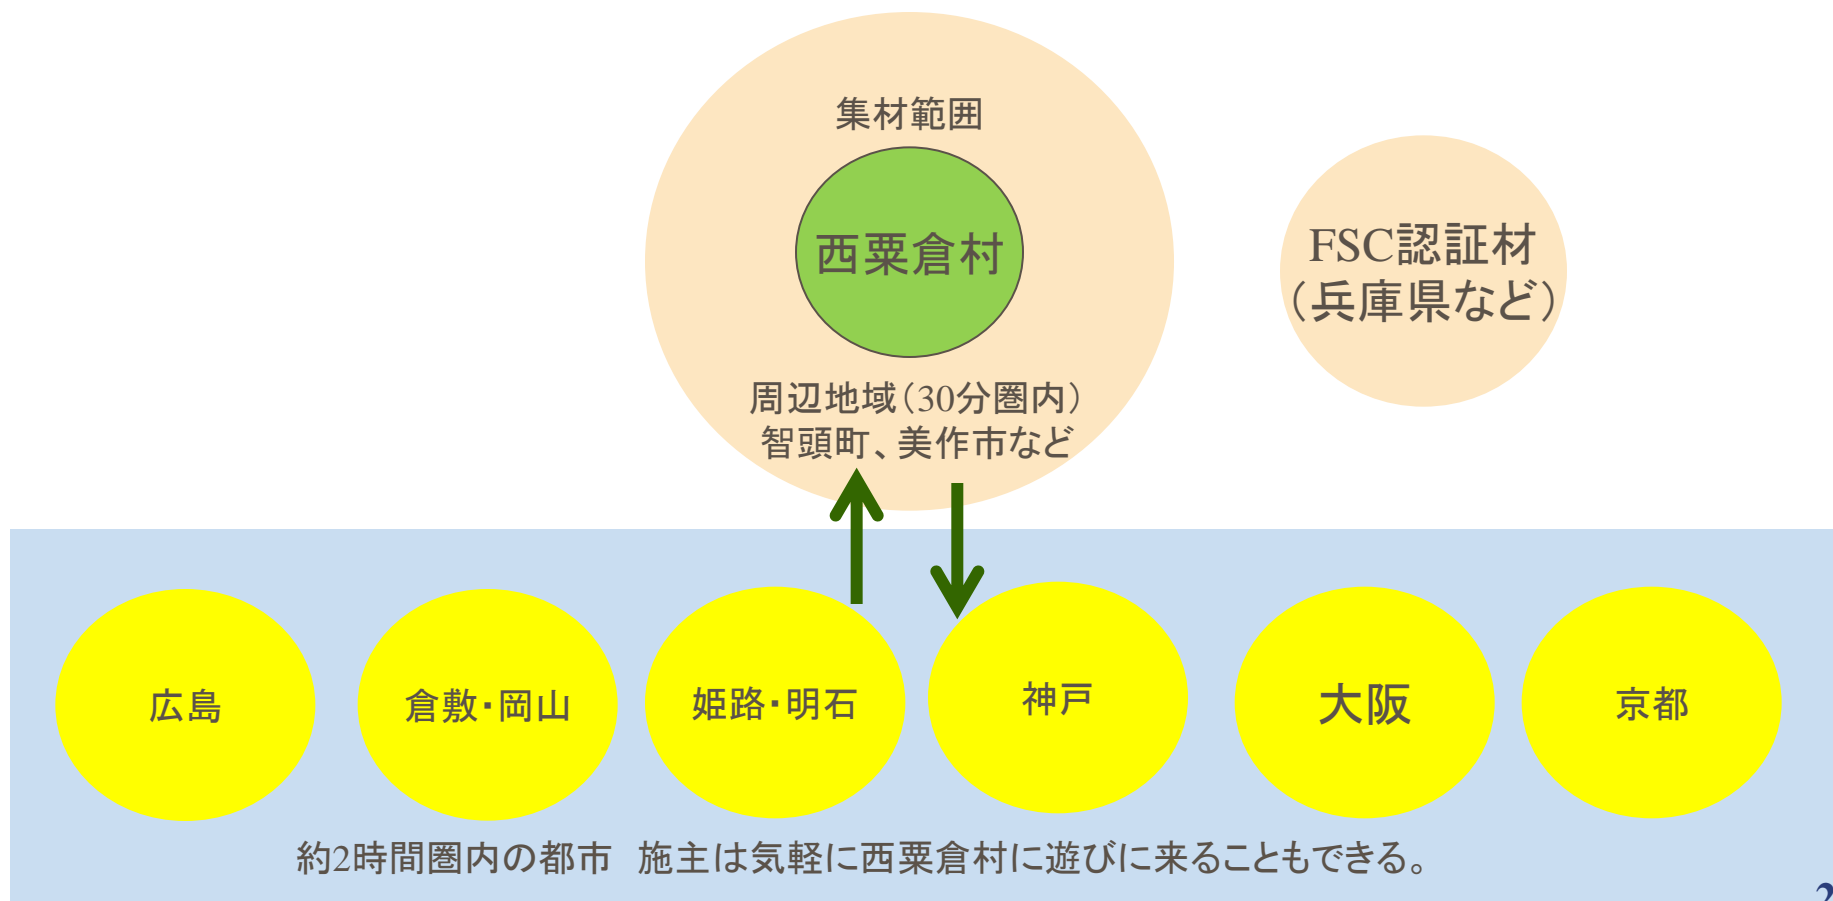 集材範囲
西粟倉村
周辺地域（30分圏内）
智頭町、美作市など
FSC認証材
（兵庫県など）
広島
倉敷・岡山
姫路・明石
神戸
大阪
京都
約2時間圏内の都市　施主は気軽に西粟倉村に遊びに来ることもできる。
2